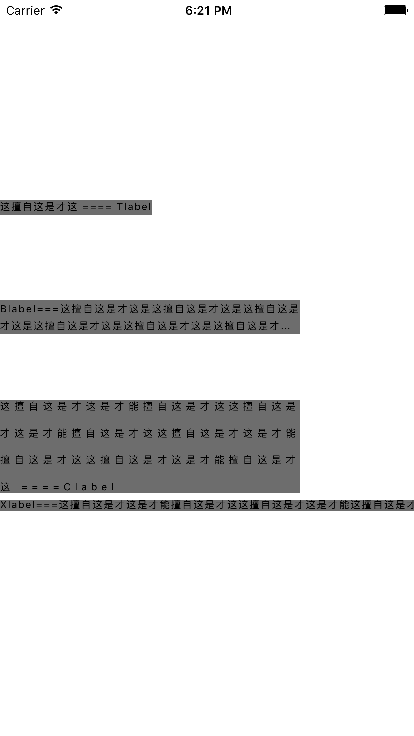 Carrier 6:21 PM
这擅自这是才这 ==== Tlabel
Blabel===这擅自这是才这是这擅自这是才这是这擅自这是
才这是这擅自这是才这是这擅自这是才这是这擅自这是才...
这擅自这是才这是才能擅自这是才这这擅自这是
才这是才能擅自这是才这这擅自这是才这是才能
擅自这是才这这擅自这是才这是才能擅自这是才
这 ====Clabel
Xlabel===这擅自这是才这是才能擅自这是才这这擅自这是才这是才能这擅自这是才